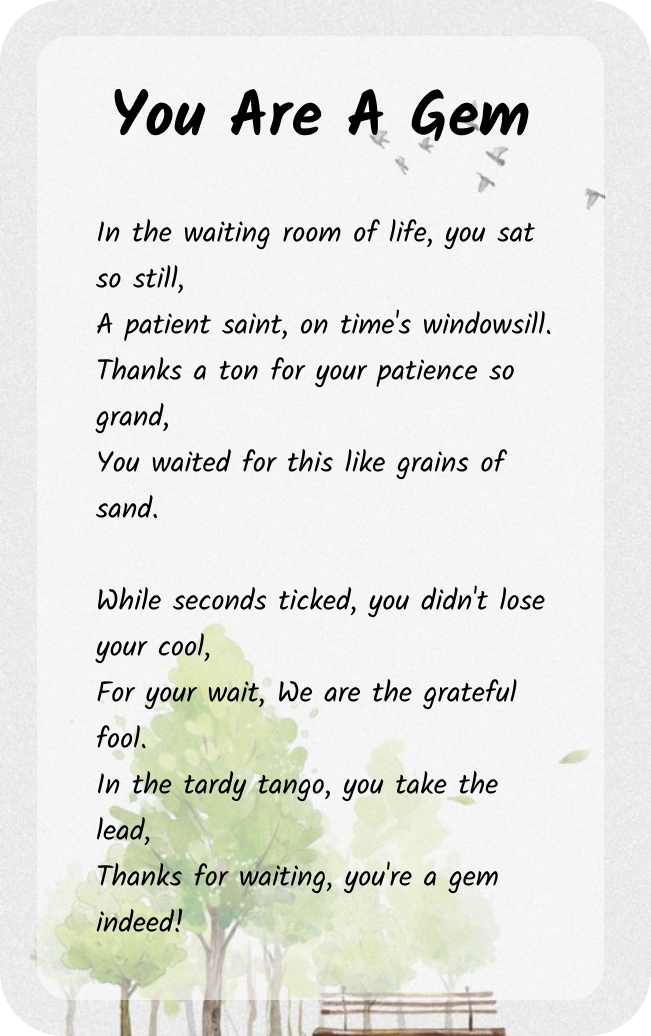 You Are A Gem
In the waiting room of life, you sat
so still,
A patient saint, on time's windowsill.
Thanks a ton for your patience so
grand,
You waited for this like grains of
sand.
While seconds ticked, you didn't lose
your cool,
For your wait, We are the grateful
fool.
In the tardy tango, you take the
lead,
Thanks for waiting, you're a gem
indeed!